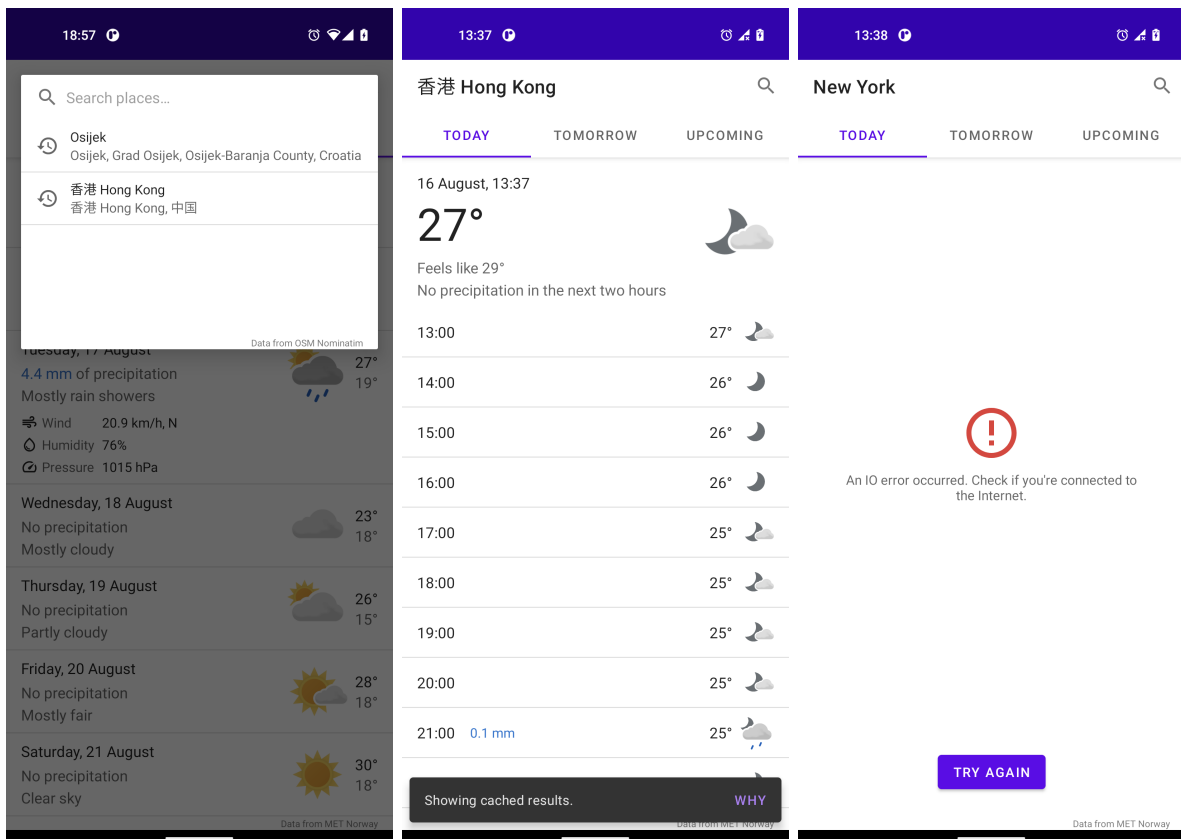 18:57
Search places…
Osijek
Osijek, Grad Osijek, Osijek-Baranja County, Croatia
香港 Hong Kong
香港 Hong Kong, 中国
Data from OSM Nominatim
Tuesday, 17 August
4.4 mm of precipitation
Mostly rain showers
27°
19°
Wind 20.9 km/h, N
Humidity 76%
Pressure 1015 hPa
Wednesday, 18 August
No precipitation
Mostly cloudy
23°
18°
Thursday, 19 August
No precipitation
Partly cloudy
26°
15°
Friday, 20 August
No precipitation
Mostly fair
28°
18°
Saturday, 21 August
No precipitation
Clear sky
30°
18°
Data from MET Norway
13:37
香港 Hong Kong
TODAY TOMORROW UPCOMING
16 August, 13:37
27°
Feels like 29°
No precipitation in the next two hours
13:00 27°
14:00 26°
15:00 26°
16:00 26°
17:00 25°
18:00 25°
19:00 25°
20:00 25°
21:00 0.1 mm 25°
Showing cached results. WHY
Data from MET Norway
13:38
New York
TODAY TOMORROW UPCOMING
An IO error occurred. Check if you're connected to
the Internet.
TRY AGAIN
Data from MET Norway